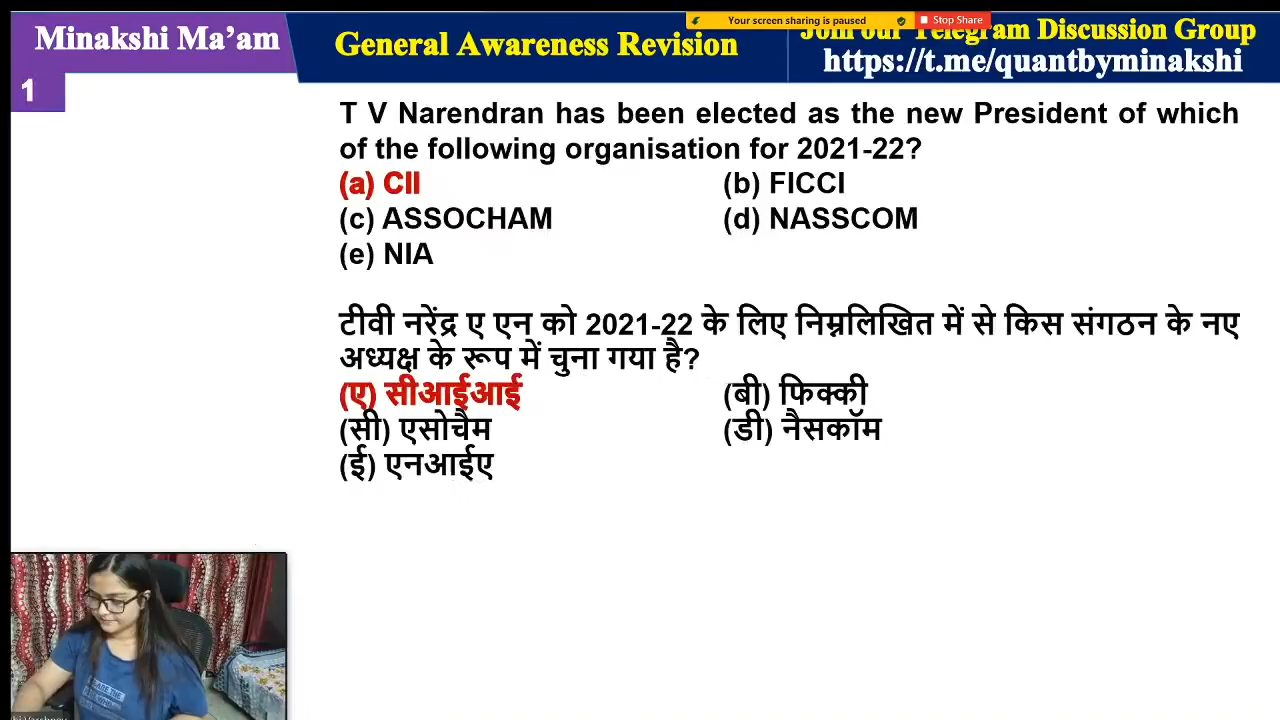 Minakshi Ma’am
General Awareness Revision
Your screen sharing is paused
Stop Share
Join our Telegram Discussion Group
https://t.me/quantbyminakshi
1
T V Narendran has been elected as the new President of which
of the following organisation for 2021-22?
(a) CII (b) FICCI
(c) ASSOCHAM (d) NASSCOM
(e) NIA
टीवी नरेंद्र ए एन को 2021-22 के लिए निम्नलिखित में से किस संगठन के नए
अध्यक्ष के रूप में चुना गया है?
(ए) सीआईआई (बी) फिक्की
(सी) एसोचैम (डी) नैसकॉम
(ई) एनआईए